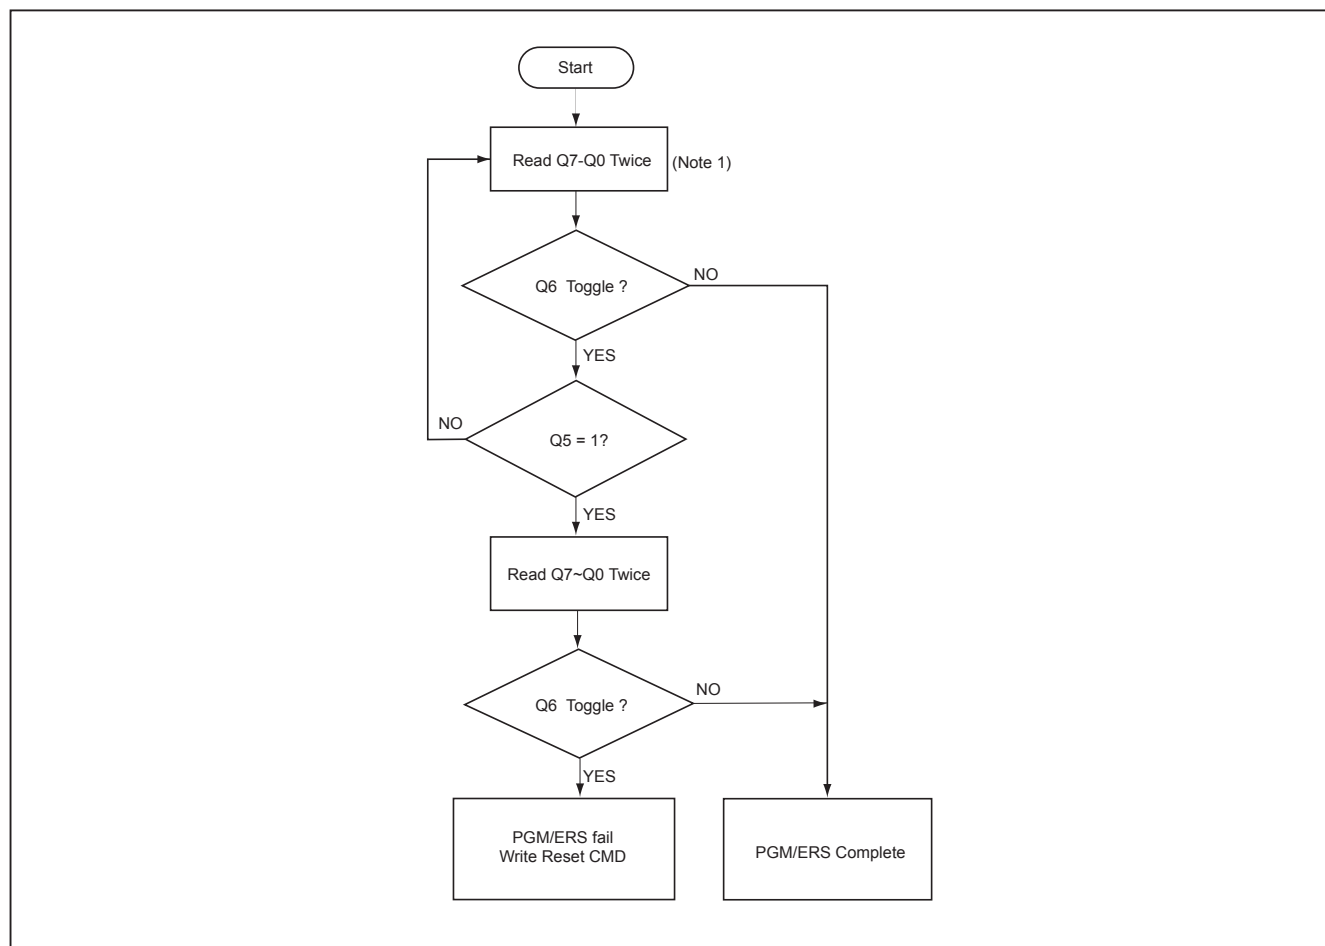 Start
Read Q7-Q0 Twice
(Note 1)
Q6 Toggle ?
NO
YES
NO
Q5 = 1?
YES
Read Q7~Q0 Twice
Q6 Toggle ?
NO
YES
PGM/ERS fail
Write Reset CMD
PGM/ERS Complete